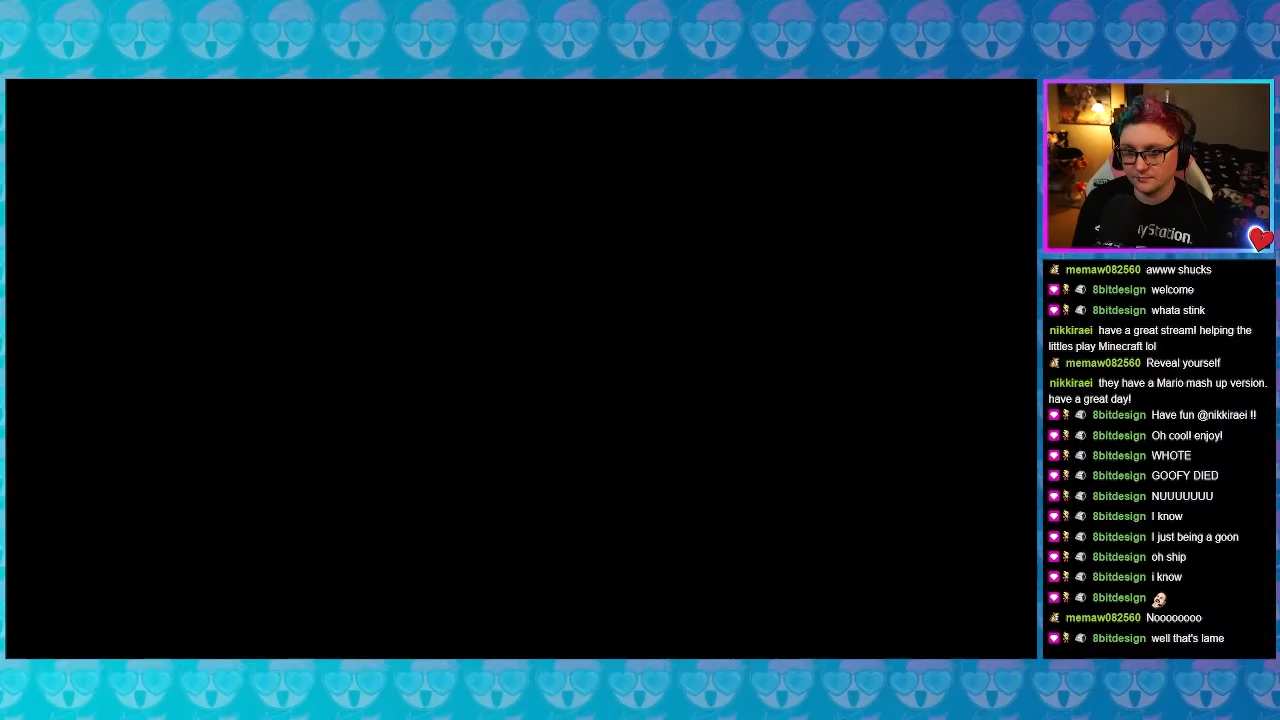 yStation
memaw082560 awww shucks
8bitdesign welcome
8bitdesign whata stink
nikkiraei have a great stream! helping the
littles play Minecraft lol
memaw082560 Reveal yourself
nikkiraei they have a Mario mash up version.
have a great day!
8bitdesign Have fun @nikkiraei !!
8bitdesign Oh cool! enjoy!
8bitdesign WHOTE
8bitdesign GOOFY DIED
8bitdesign NUUUUUUU
8bitdesign I know
8bitdesign I just being a goon
8bitdesign oh ship
8bitdesign i know
8bitdesign
memaw082560 Noooooooo
8bitdesign well that's lame